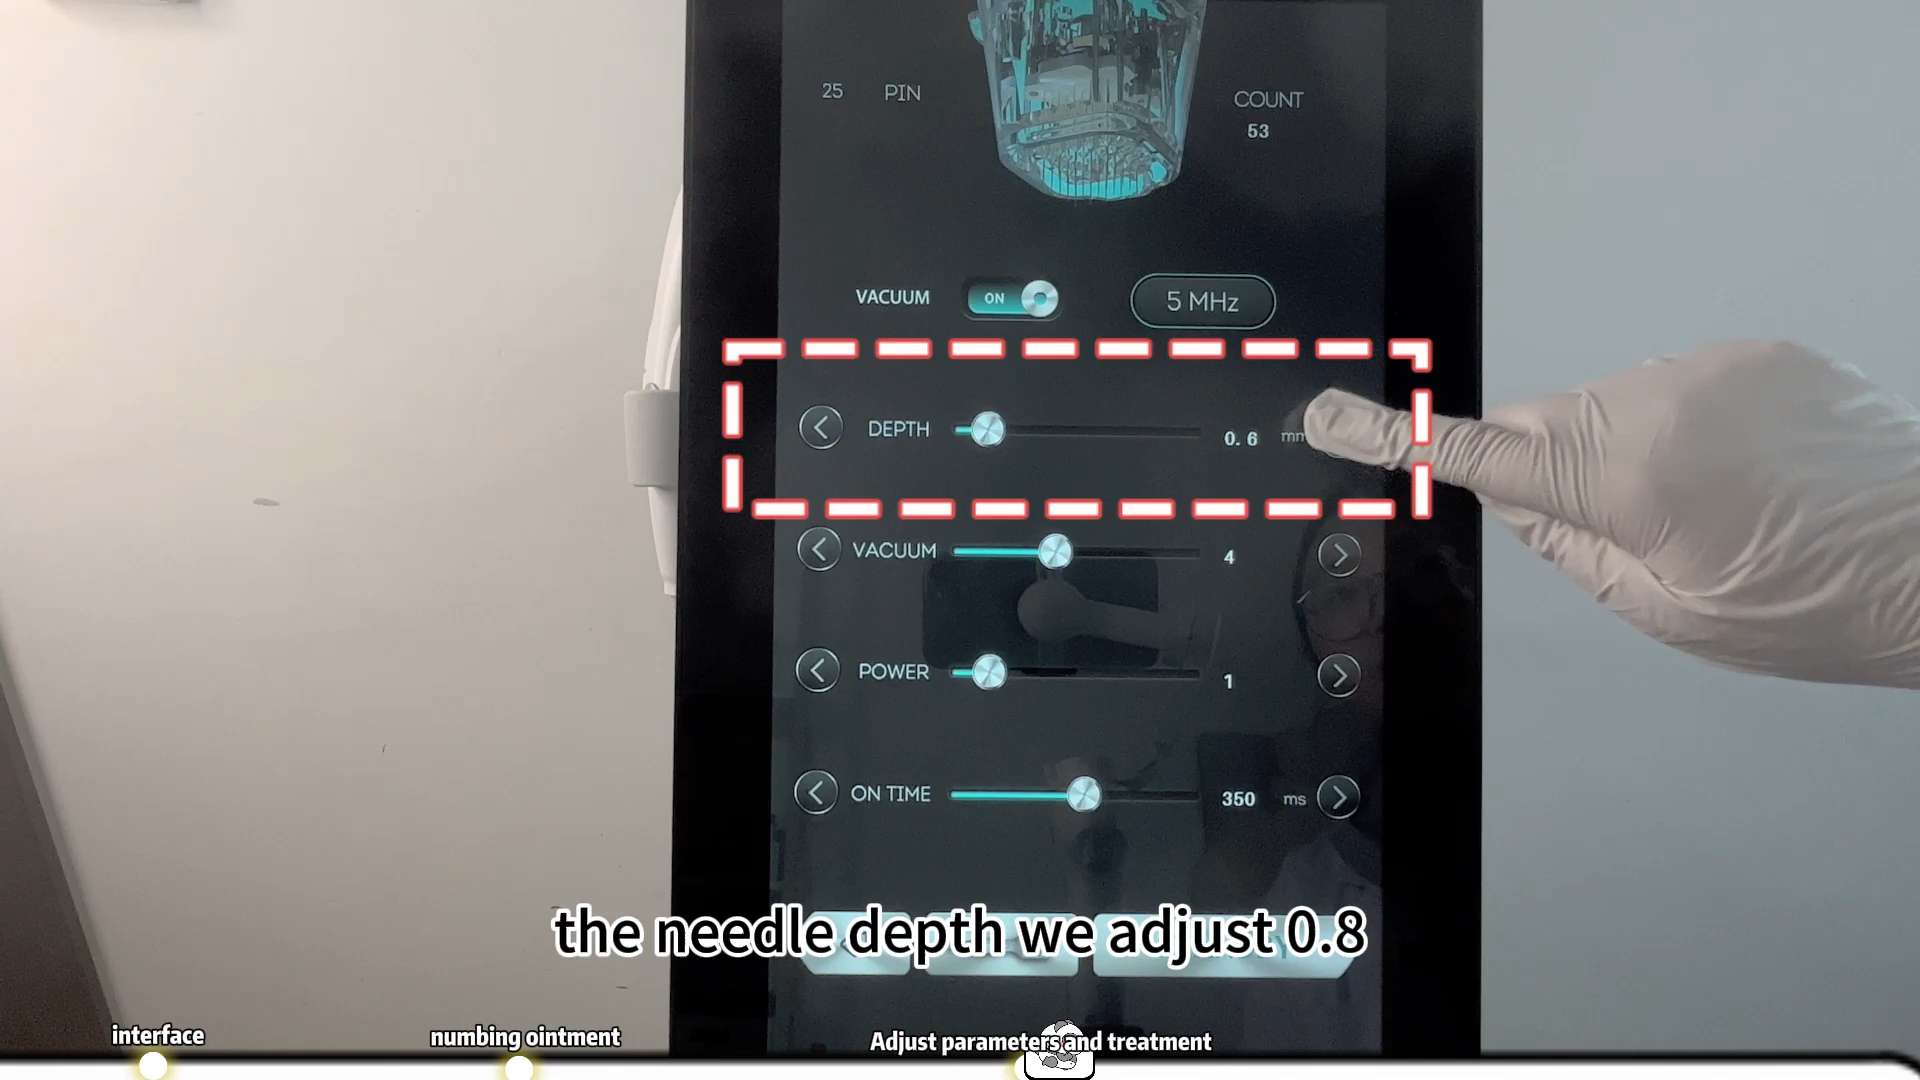 25 PIN
COUNT
53
VACUUM ON 5 MHz
DEPTH 0.6
VACUUM 4
POWER 1
ON TIME 350 ms
the needle depth we adjust 0.8
interface
numbing ointment
Adjust parameters and treatment